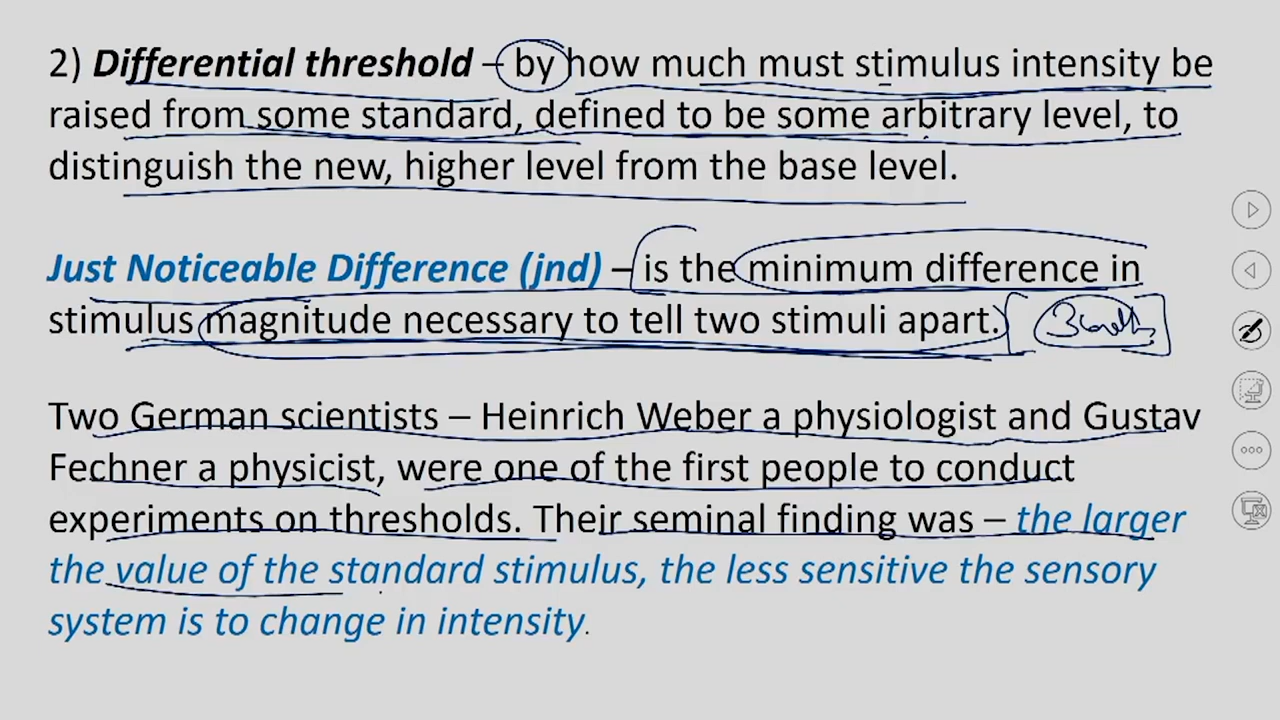 2) Differential threshold – by how much must stimulus intensity be
raised from some standard, defined to be some arbitrary level, to
distinguish the new, higher level from the base level.
Just Noticeable Difference (jnd) – is the minimum difference in
stimulus magnitude necessary to tell two stimuli apart.
Two German scientists – Heinrich Weber a physiologist and Gustav
Fechner a physicist, were one of the first people to conduct
experiments on thresholds. Their seminal finding was – the larger
the value of the standard stimulus, the less sensitive the sensory
system is to change in intensity.